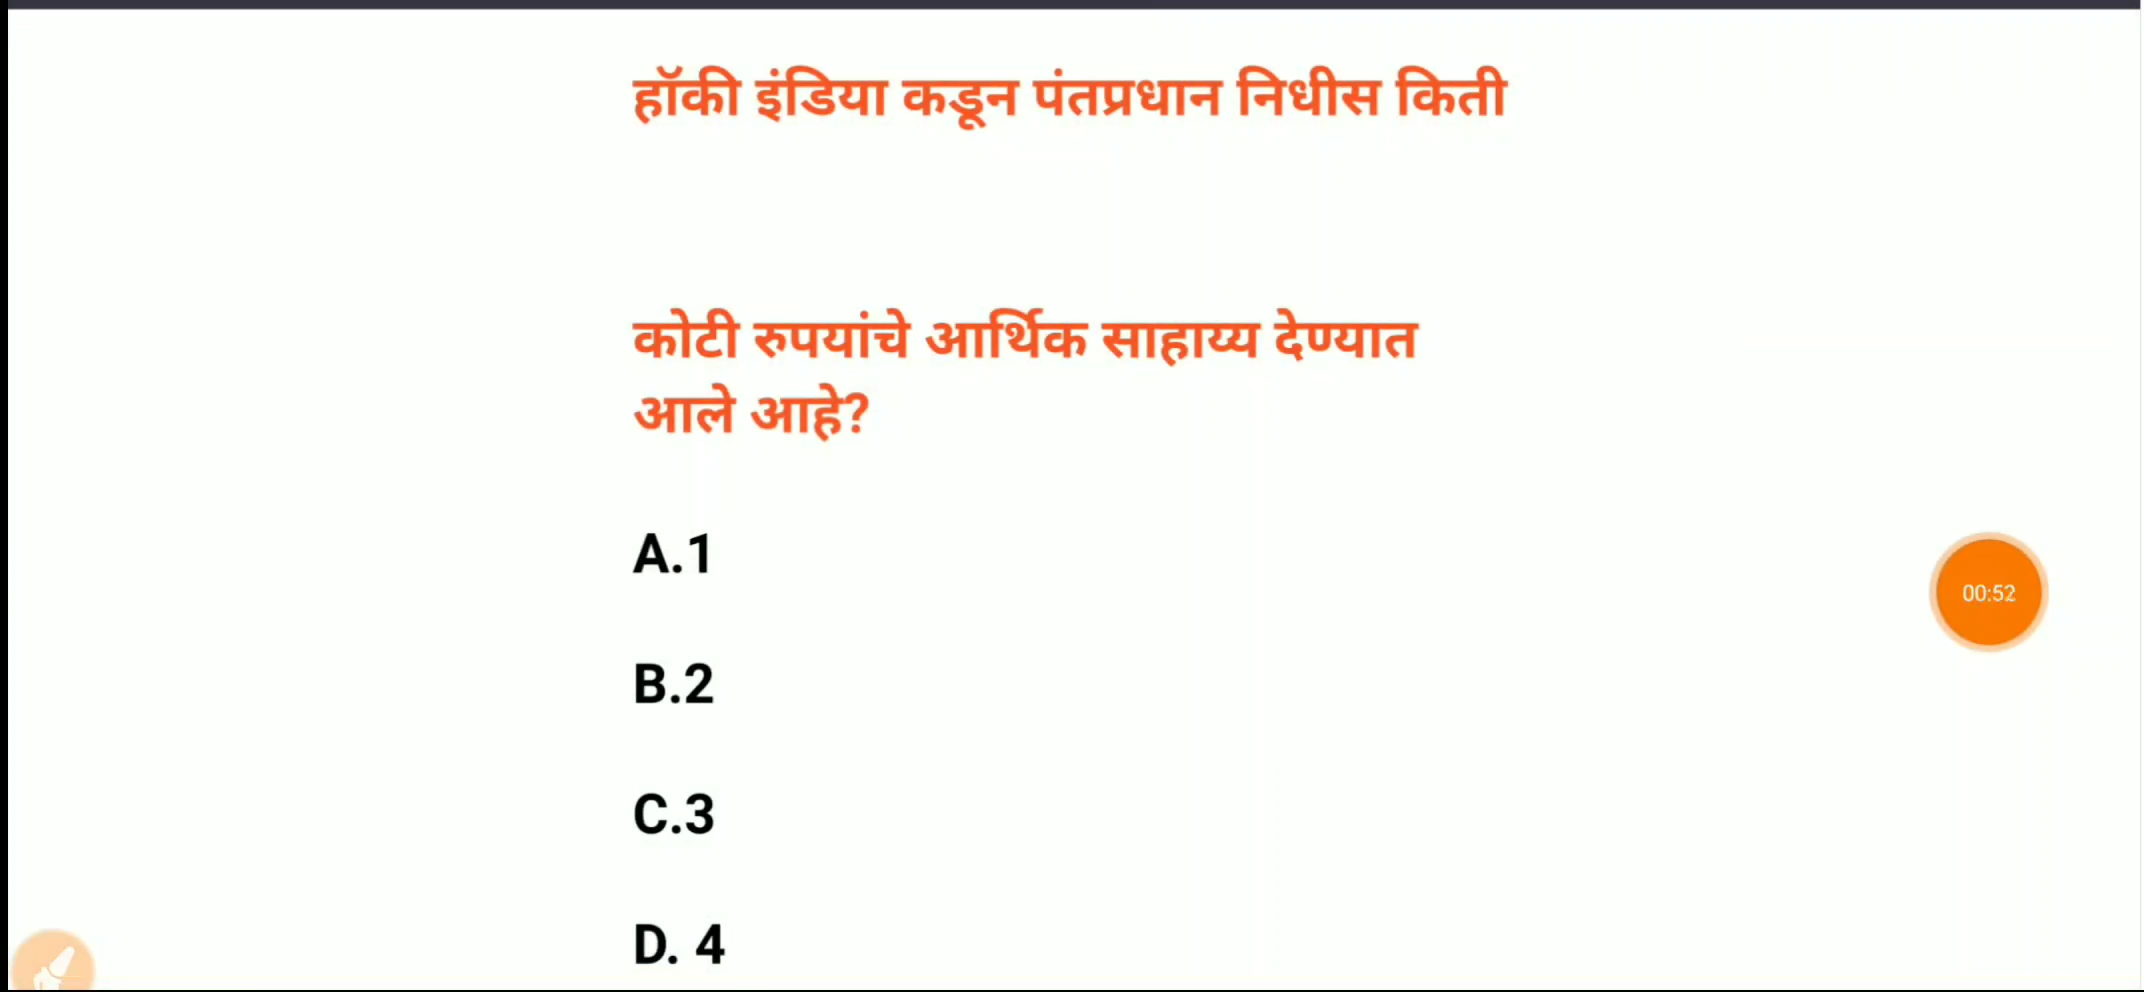 हॉकी इंडिया कडून पंतप्रधान निधीस किती
कोटी रुपयांचे आर्थिक साहाय्य देण्यात
आले आहे?
A.1
B.2
C.3
D. 4
00:52